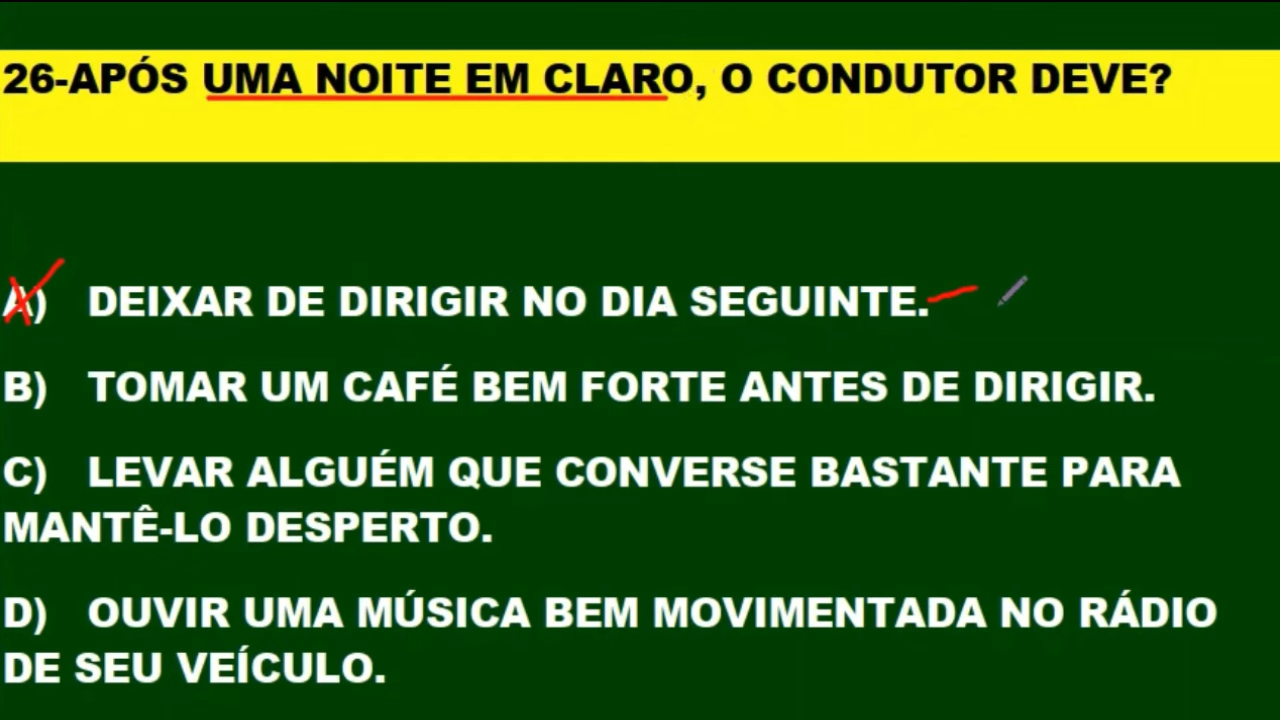 26-APÓS UMA NOITE EM CLARO, O CONDUTOR DEVE?
A) DEIXAR DE DIRIGIR NO DIA SEGUINTE.
B) TOMAR UM CAFÉ BEM FORTE ANTES DE DIRIGIR.
C) LEVAR ALGUÉM QUE CONVERSE BASTANTE PARA
MANTÊ-LO DESPERTO.
D) OUVIR UMA MÚSICA BEM MOVIMENTADA NO RÁDIO
DE SEU VEÍCULO.